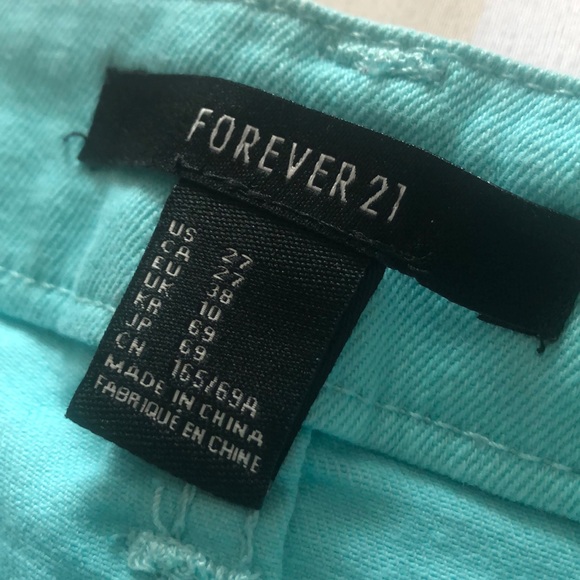 FOREVER 21
US 27
CA 27
EU 38
UK 10
KR 69
JP 69
CN 165/69A
MADE IN CHINA
FABRIQUÉ EN CHINE